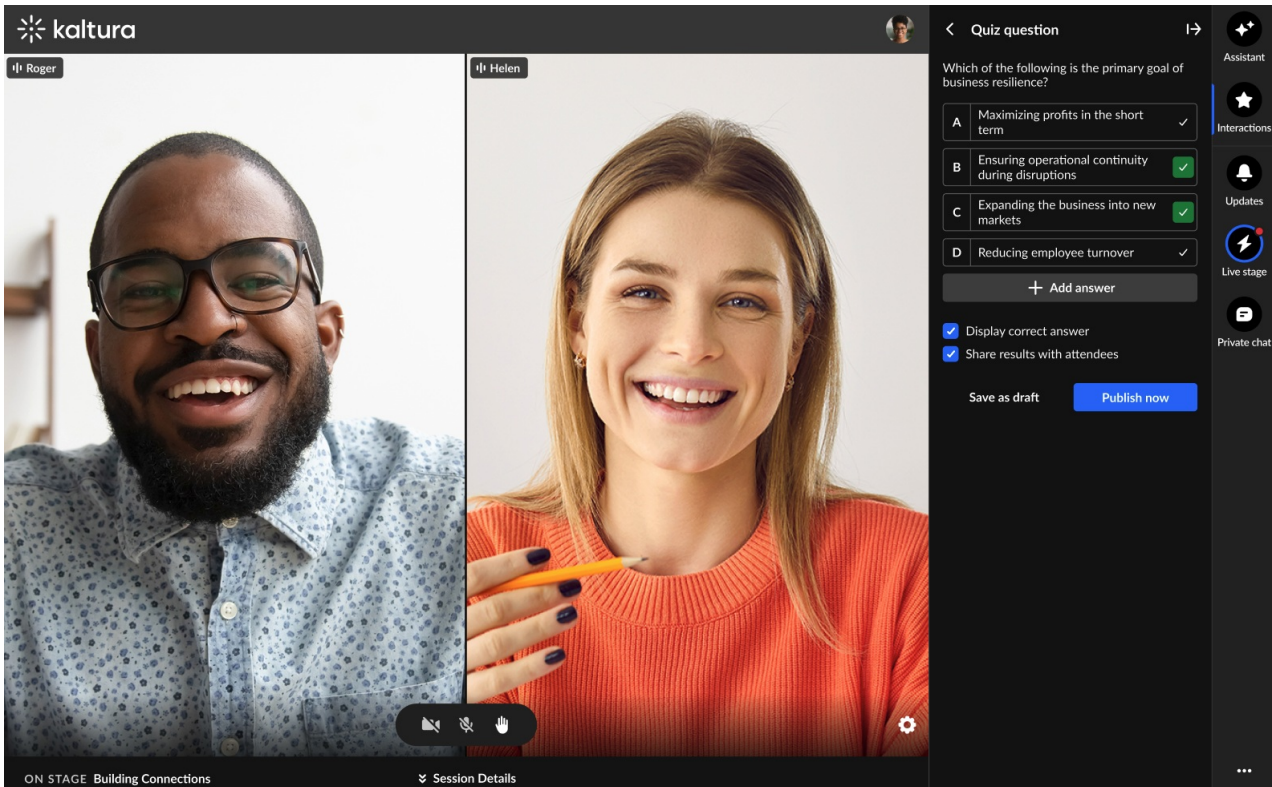 kaltura
Roger
Helen
ON STAGE Building Connections
Session Details
Quiz question
Which of the following is the primary goal of
business resilience?
A
Maximizing profits in the short
term
B
Ensuring operational continuity
during disruptions
C
Expanding the business into new
markets
D
Reducing employee turnover
Add answer
Display correct answer
Share results with attendees
Save as draft
Publish now
Assistant
Interactions
Updates
Live stage
Private chat